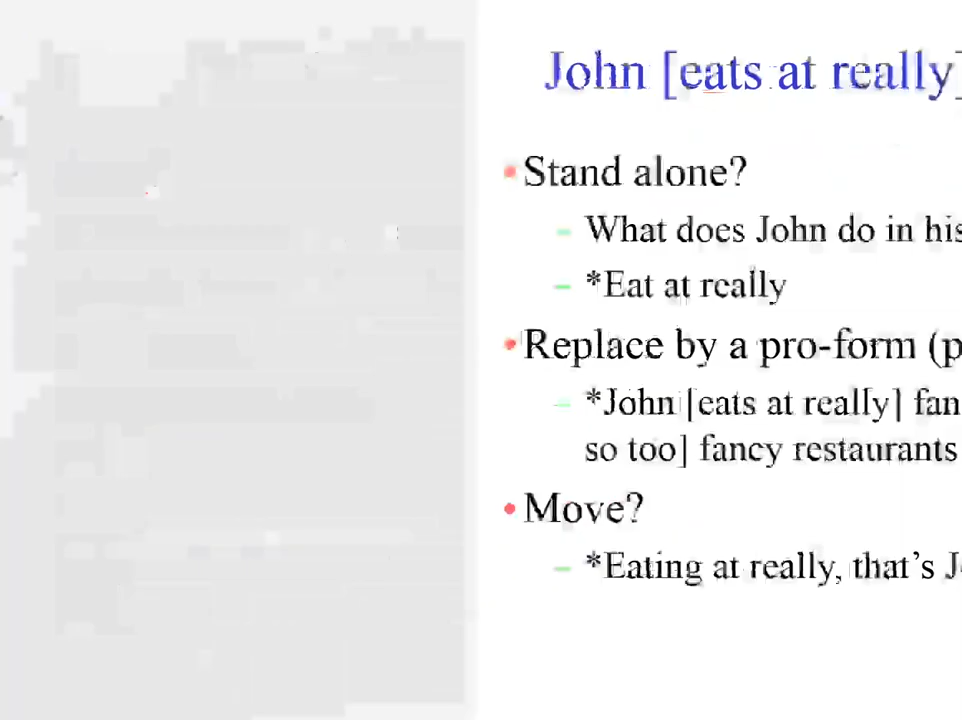 John [eats at really]
•Stand alone?
– What does John do in his
– *Eat at really
•Replace by a pro-form (p
– *John [eats at really] fan
so too] fancy restaurants
•Move?
– *Eating at really, that's J